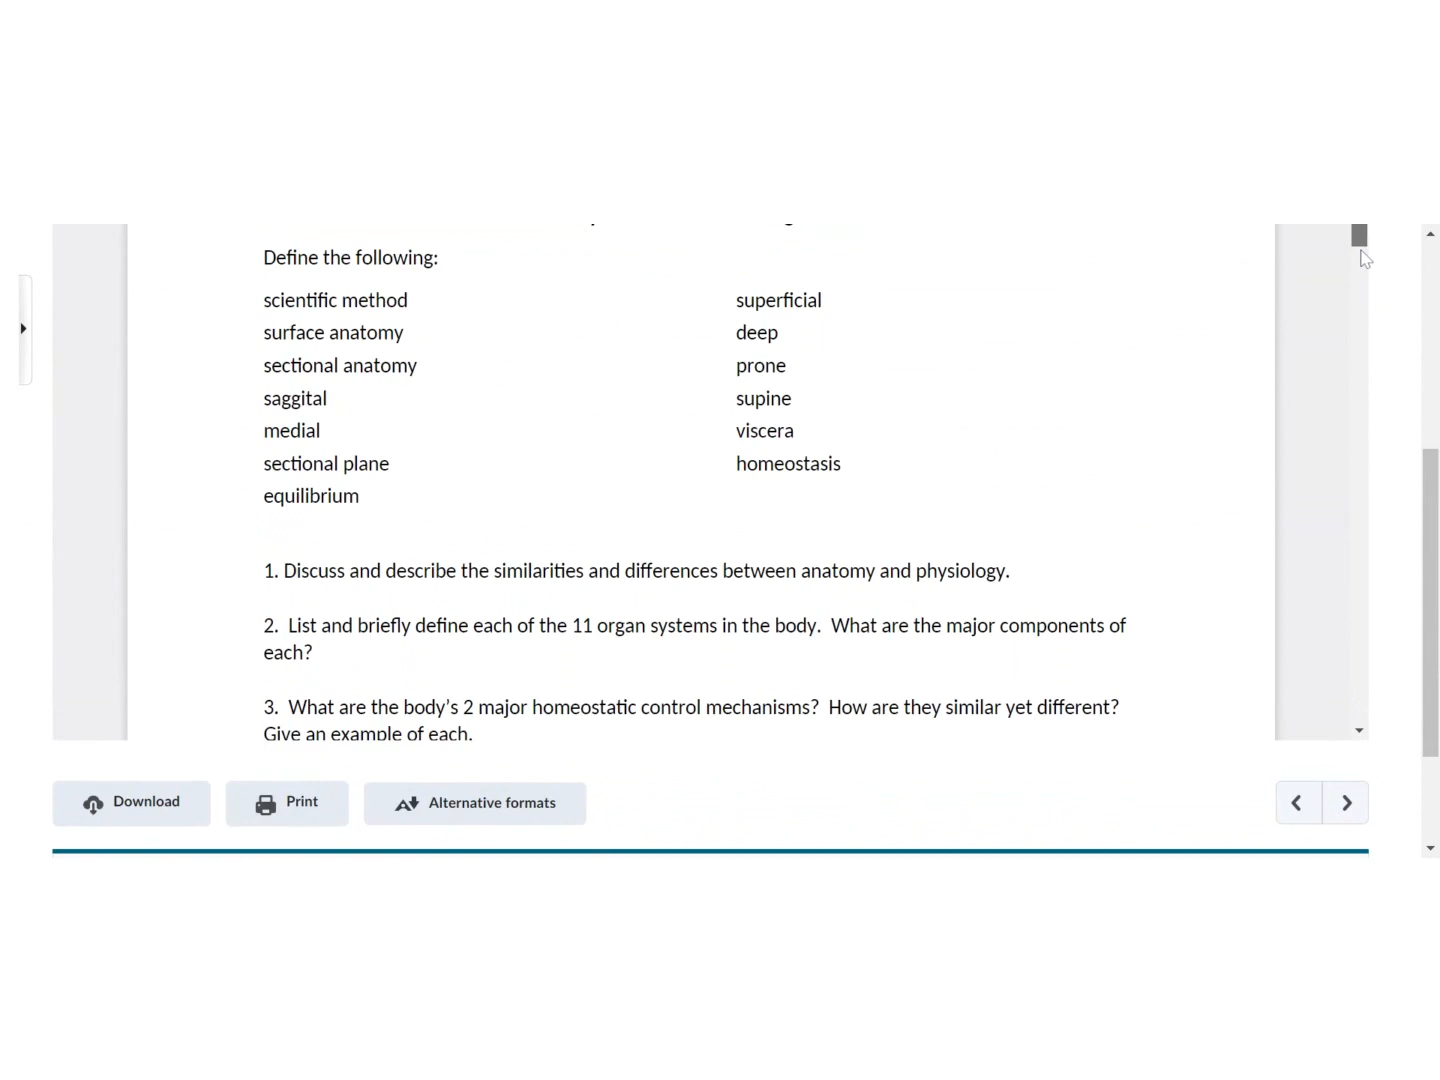 Define the following:
scientific method
surface anatomy
sectional anatomy
saggital
medial
sectional plane
equilibrium
superficial
deep
prone
supine
viscera
homeostasis
1. Discuss and describe the similarities and differences between anatomy and physiology.
2.  List and briefly define each of the 11 organ systems in the body.  What are the major components of
each?
3.  What are the body’s 2 major homeostatic control mechanisms?  How are they similar yet different?
Give an example of each.
Download
Print
Alternative formats